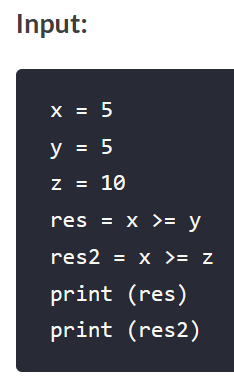 Input:
x = 5
y = 5
z = 10
res = x >= y
res2 = x >= z
print (res)
print (res2)